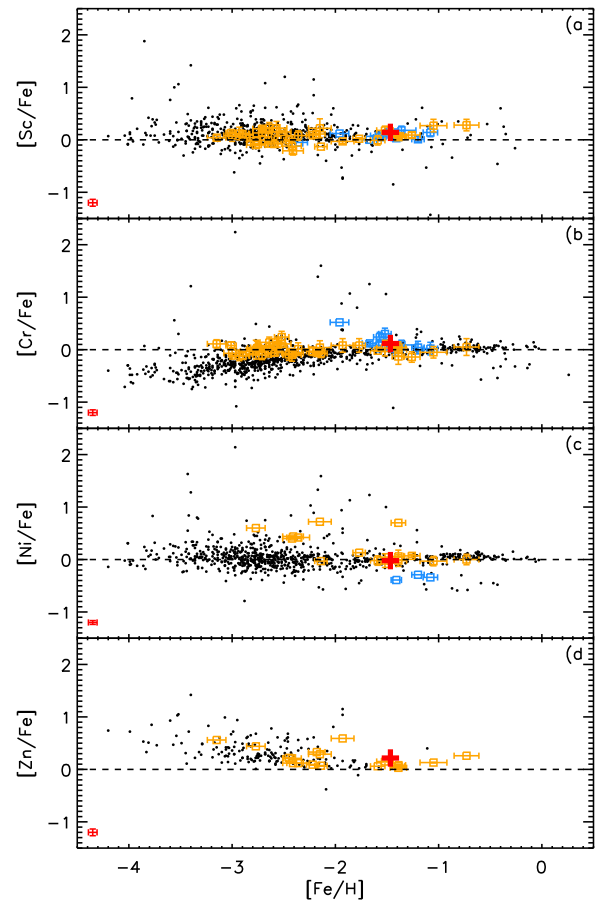 (a
2
1
0
−1
[Sc/Fe]
(b
2
1
0
−1
[Cr/Fe]
(c
2
1
0
−1
[Ni/Fe]
(d
2
1
0
−1
[Zn/Fe]
−4 −3 −2 −1 0
[Fe/H]